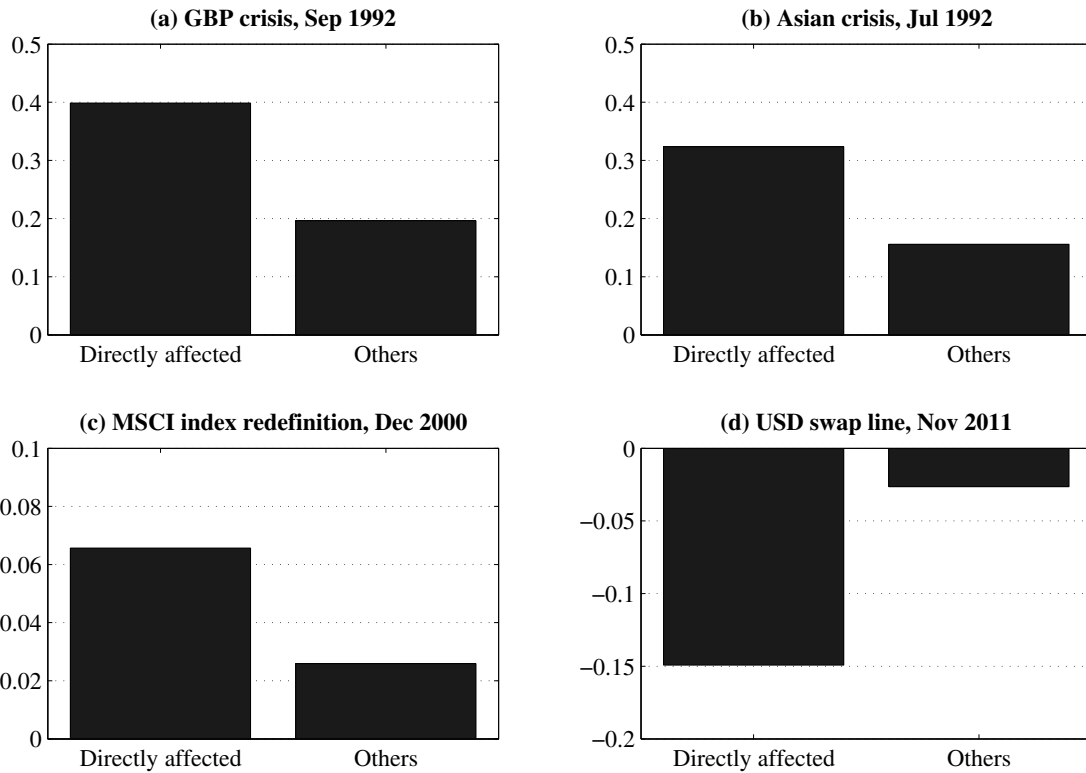 (a) GBP crisis, Sep 1992
0.5
0.4
0.3
0.2
0.1
0
Directly affected Others
(b) Asian crisis, Jul 1992
0.5
0.4
0.3
0.2
0.1
0
Directly affected Others
(c) MSCI index redefinition, Dec 2000
0.1
0.08
0.06
0.04
0.02
0
Directly affected Others
(d) USD swap line, Nov 2011
0
−0.05
−0.1
−0.15
−0.2
Directly affected Others